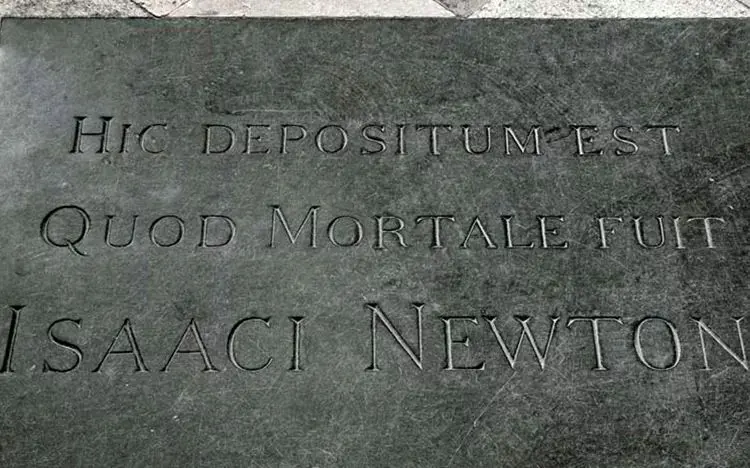 Hic depositum est
Quod Mortale fuit
Isaaci Newton